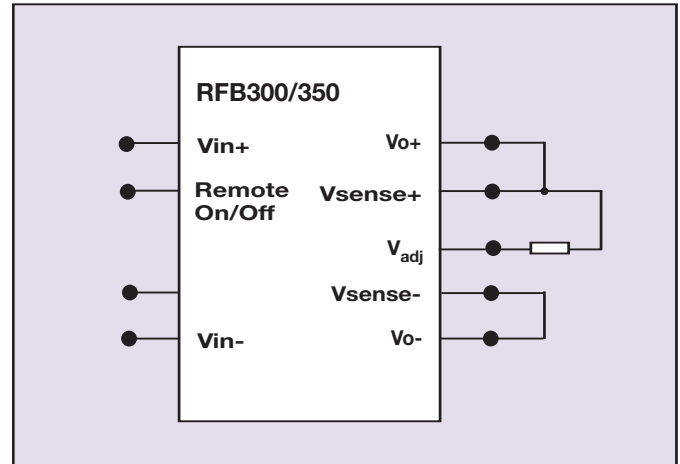 RFB300/350
Vin+
Vo+
Remote
On/Off
Vsense+
Vadj
Vsense-
Vin-
Vo-